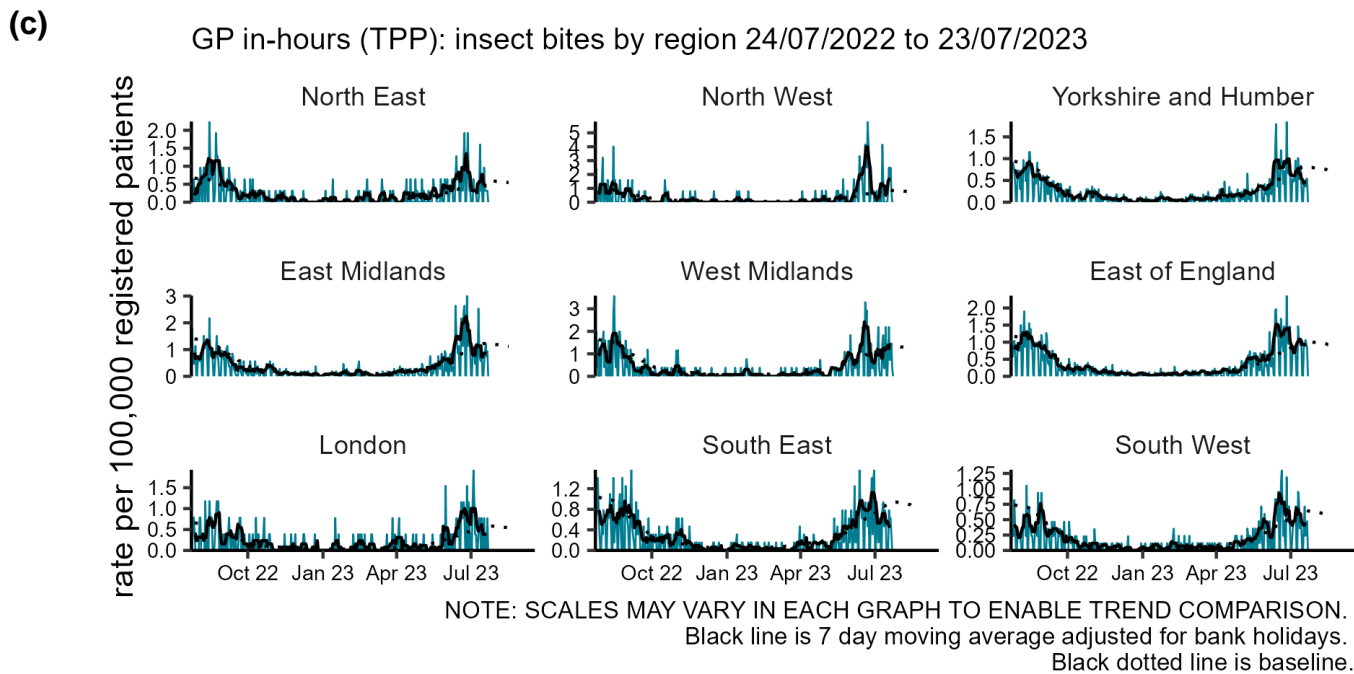 (c)
GP in-hours (TPP): insect bites by region 24/07/2022 to 23/07/2023
rate per 100,000 registered patients
North East
2.0
1.5
1.0
0.5
0.0
North West
5
4
3
2
1
0
Yorkshire and Humber
1.5
1.0
0.5
0.0
East Midlands
3
2
1
0
West Midlands
3
2
1
0
East of England
2.0
1.5
1.0
0.5
0.0
London
1.5
1.0
0.5
0.0
Oct 22 Jan 23 Apr 23 Jul 23
South East
1.2
0.8
0.4
0.0
Oct 22 Jan 23 Apr 23 Jul 23
South West
1.25
1.00
0.75
0.50
0.25
0.00
Oct 22 Jan 23 Apr 23 Jul 23
NOTE: SCALES MAY VARY IN EACH GRAPH TO ENABLE TREND COMPARISON.
Black line is 7 day moving average adjusted for bank holidays.
Black dotted line is baseline.